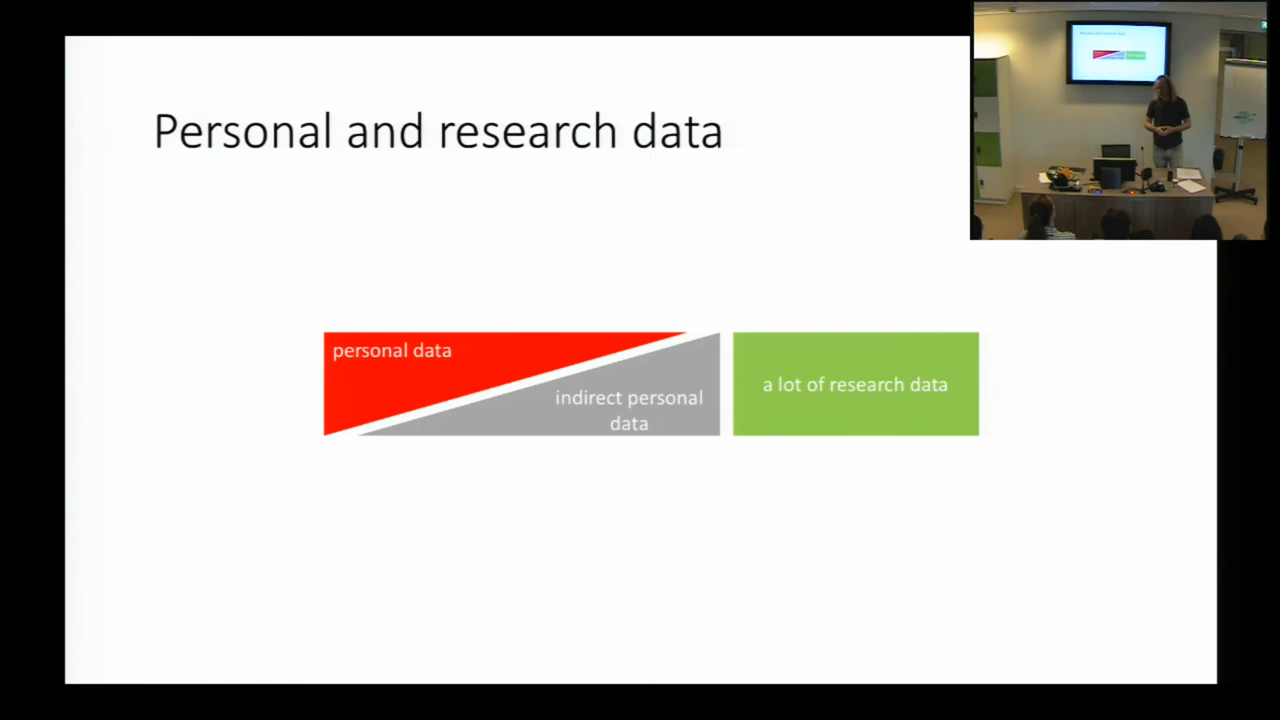 Personal and research data
personal data
indirect personal
data
a lot of research data